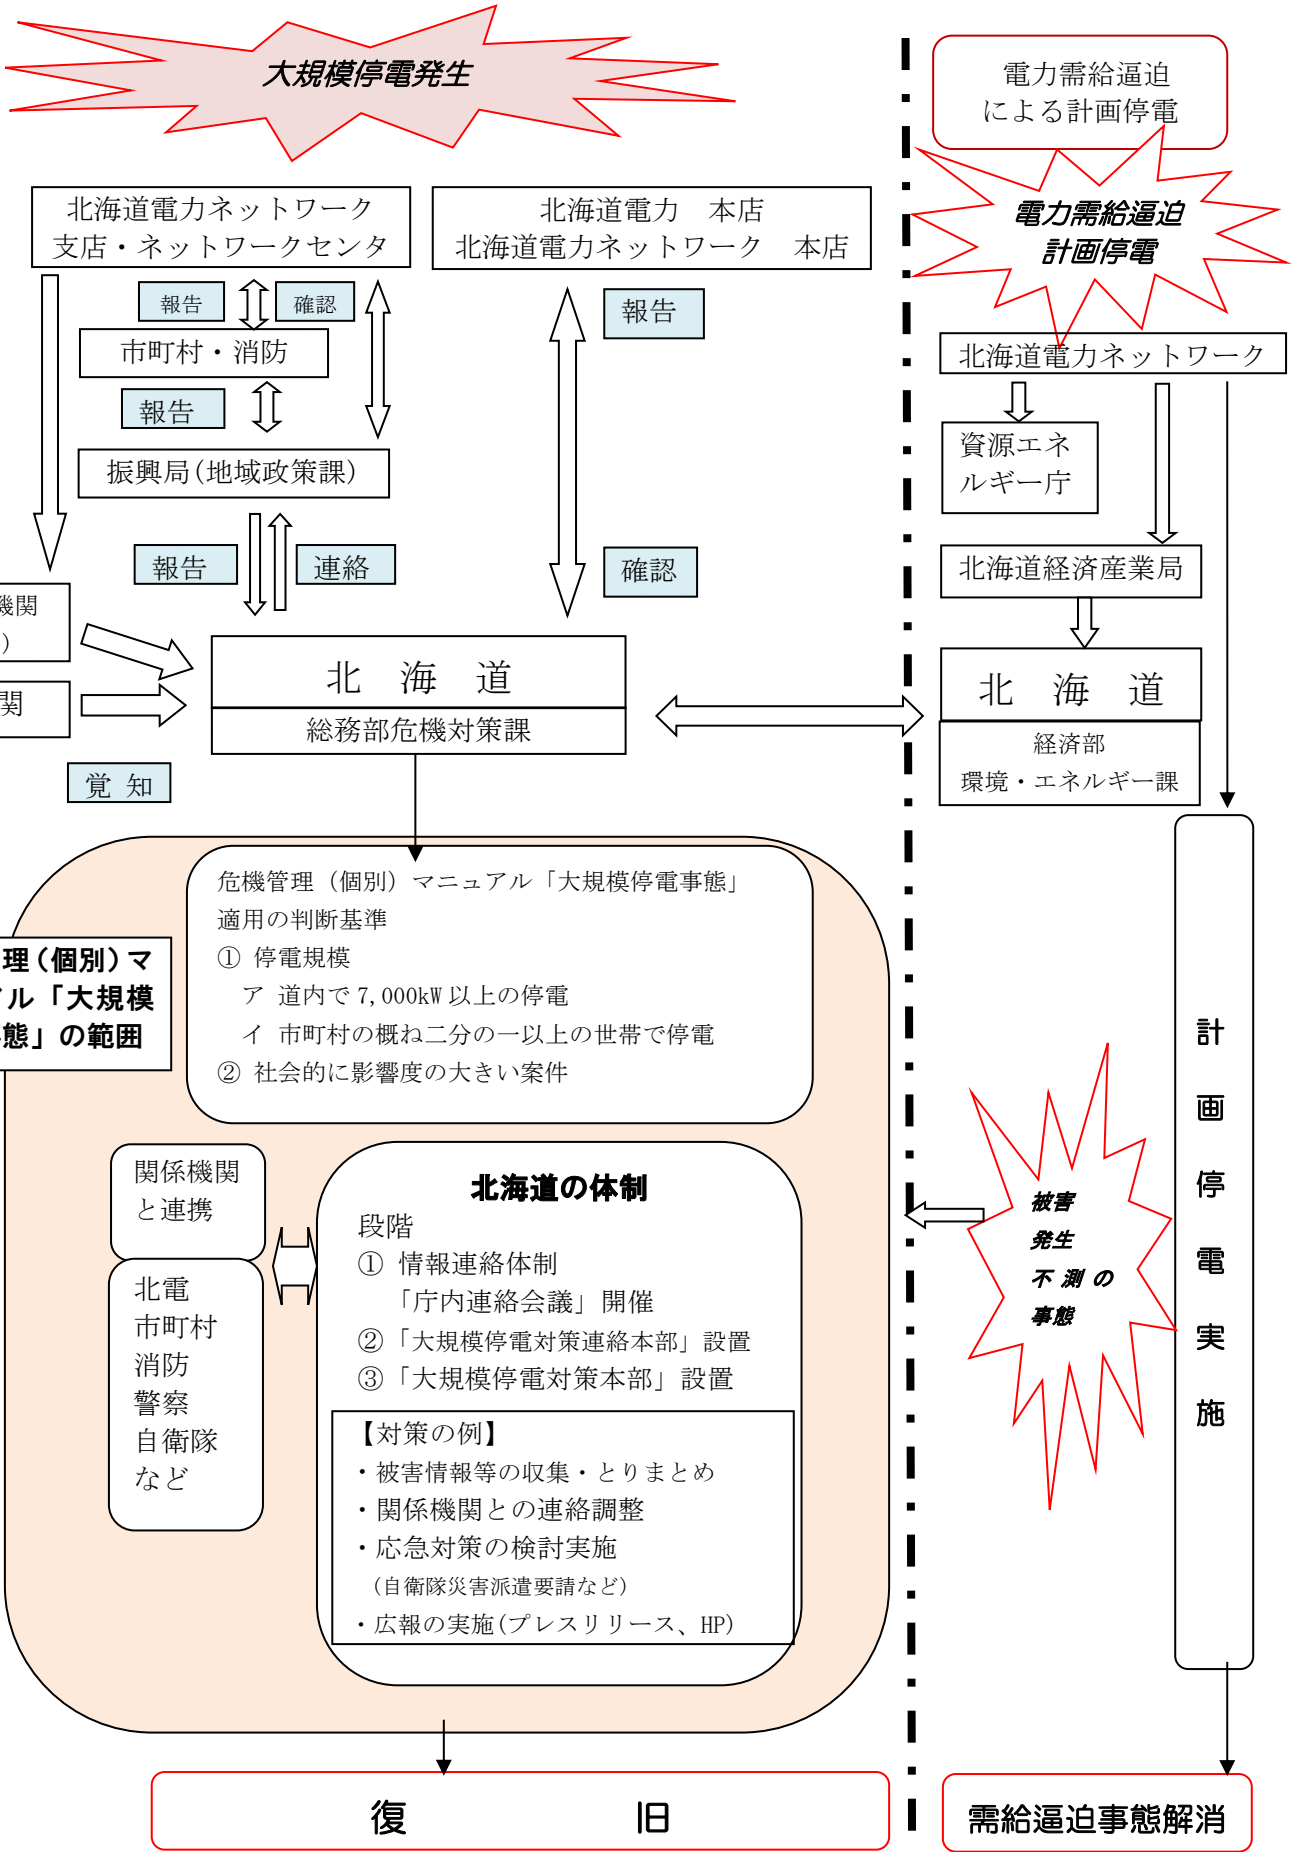 大規模停電発生
北海道電力ネットワーク
支店・ネットワークセンタ
北海道電力　本店
北海道電力ネットワーク　本店
報告
確認
市町村・消防
報告
振興局(地域政策課)
報告
連絡
報告
確認
機関
)
関
覚 知
北　海　道
総務部危機対策課
危機管理（個別）マニュアル「大規模停電事態」
適用の判断基準
① 停電規模
ア 道内で 7,000kW 以上の停電
イ 市町村の概ね二分の一以上の世帯で停電
② 社会的に影響度の大きい案件
理（個別）マ
アル「大規模
態」の範囲
関係機関
と連携
北電
市町村
消防
警察
自衛隊
など
北海道の体制
段階
① 情報連絡体制
「庁内連絡会議」開催
②「大規模停電対策連絡本部」設置
③「大規模停電対策本部」設置
【対策の例】
・被害情報等の収集・とりまとめ
・関係機関との連絡調整
・応急対策の検討実施
（自衛隊災害派遣要請など）
・広報の実施(プレスリリース、HP)
復　　　旧
電力需給逼迫
による計画停電
電力需給逼迫
計画停電
北海道電力ネットワーク
資源エネ
ルギー庁
北海道経済産業局
北　海　道
経済部
環境・エネルギー課
被害
発生
不 測 の
事態
計
画
停
電
実
施
需給逼迫事態解消